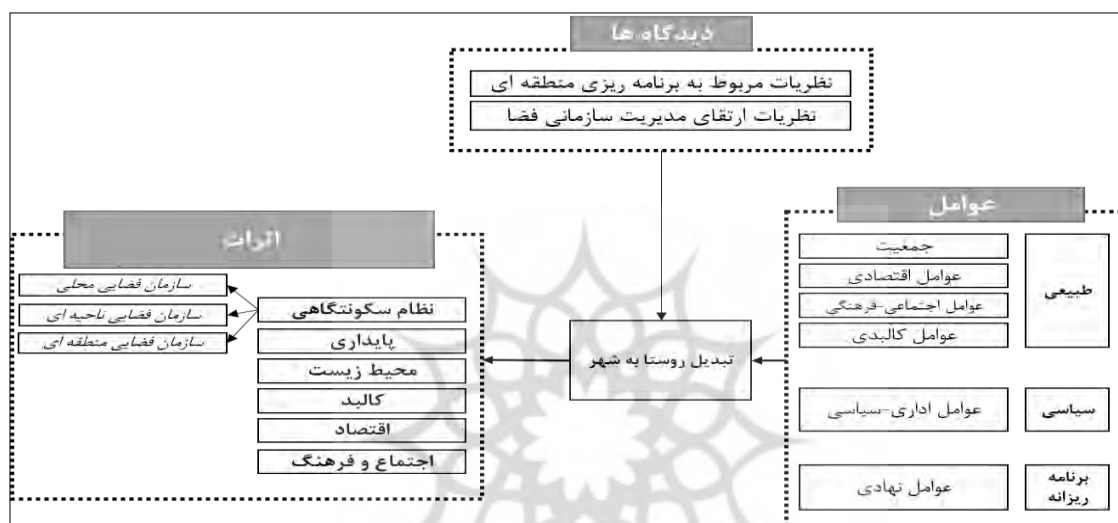 دیدگاه ها
نظریات مربوط به برنامه ریزی منطقه ای
نظریات ارتقای مدیریت سازمانی فضا
عوامل
جمعیت
عوامل اقتصادی
عوامل اجتماعی-فرهنگی
عوامل کالبدی
طبیعی
عوامل اداری-سیاسی
سیاسی
عوامل نهادی
برنامه
ریزانه
تبدیل روستا به شهر
اثرات
نظام سکونتگاهی
پایداری
محیط زیست
کالبد
اقتصاد
اجتماع و فرهنگ
سازمان فضایی محلی
سازمان فضایی ناحیه ای
سازمان فضایی منطقه ای